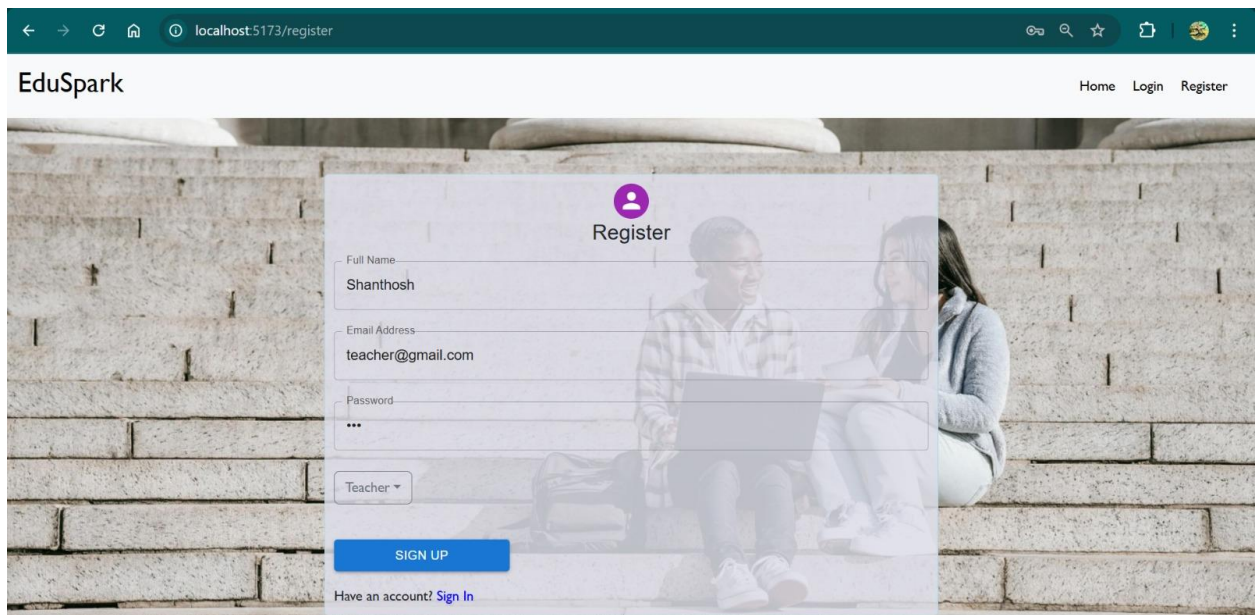 localhost:5173/register
EduSpark
Home Login Register
Register
Full Name
Shanthosh
Email Address
teacher@gmail.com
Password
•••
Teacher
SIGN UP
Have an account? Sign In